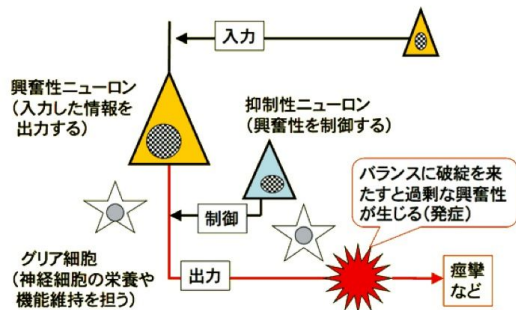 入力
興奮性ニューロン
（入力した情報を
出力する）
抑制性ニューロン
（興奮性を制御する）
バランスに破綻を来
たすと過剰な興奮性
が生じる（発症）
制御
グリア細胞
（神経細胞の栄養や
機能維持を担う）
出力
痙攣
など